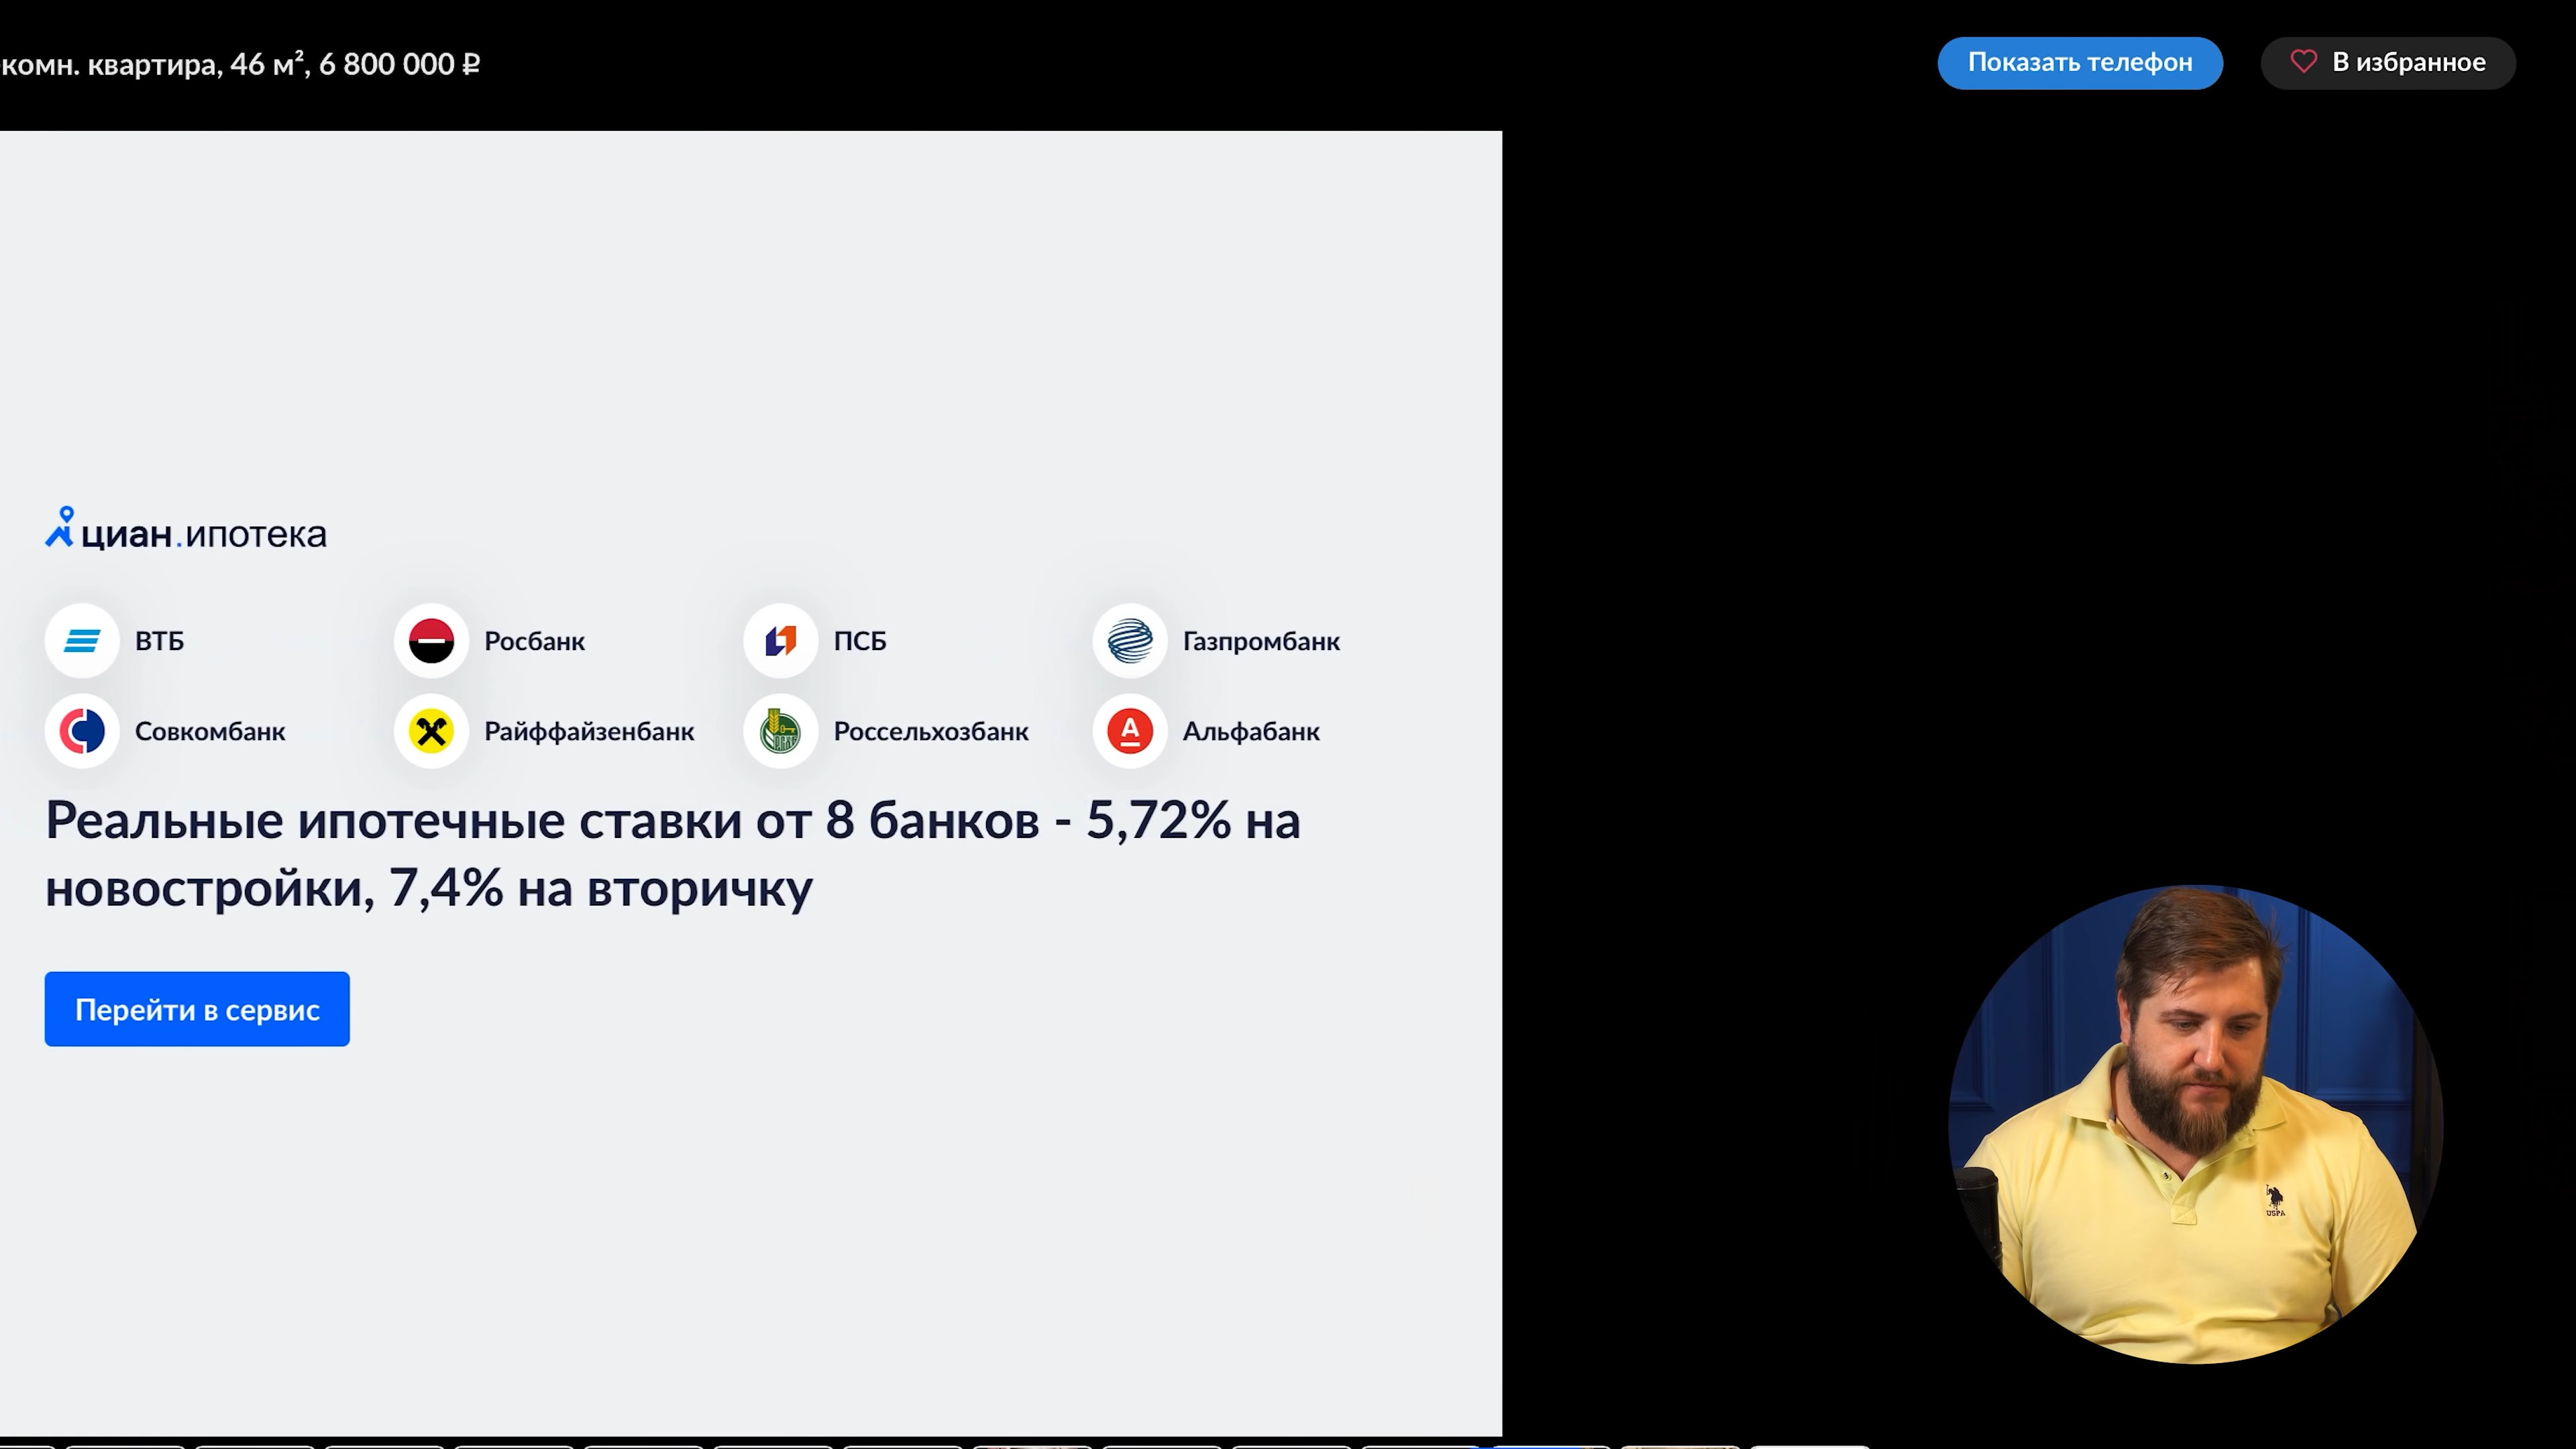 комн. квартира, 46 м², 6 800 000 ₽
Показать телефон
В избранное
циан.ипотека
ВТБ
Росбанк
ПСБ
Газпромбанк
Совкомбанк
Райффайзенбанк
Россельхозбанк
Альфабанк
Реальные ипотечные ставки от 8 банков - 5,72% на
новостройки, 7,4% на вторичку
Перейти в сервис
USPA